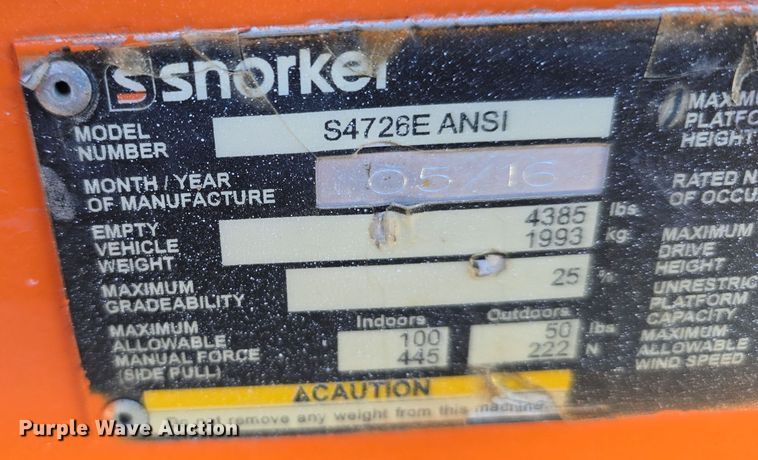 snorkel
MODEL NUMBER S4726E ANSI
MONTH / YEAR OF MANUFACTURE 05/16
EMPTY VEHICLE WEIGHT 4385 lbs 1993 kg
MAXIMUM GRADEABILITY 25 %
Indoors Outdoors
MAXIMUM ALLOWABLE MANUAL FORCE (SIDE PULL) 100 445 50 lbs 222 N
CAUTION
Do not remove any weight from this machine.
PLATFORM
HEIGHT
RATED
OF
MAXIMUM
DRIVE
HEIGHT
PLATFORM
CAPACITY
MAXIMUM
ALLOWABLE
WIND SPEED
Purple Wave Auction